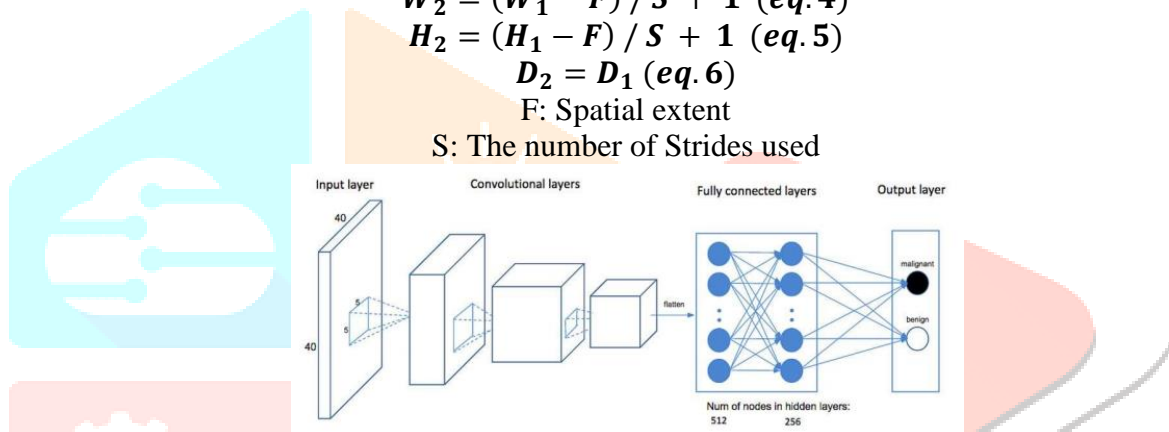 W₂ = (W₁ − F) / S + 1 (eq. 4)
H₂ = (H₁ − F) / S + 1 (eq. 5)
D₂ = D₁ (eq. 6)
F: Spatial extent
S: The number of Strides used
Input layer Convolutional layers Fully connected layers Output layer
40
malignant
5
flatten
5
benign
40
Num of nodes in hidden layers:
512 256